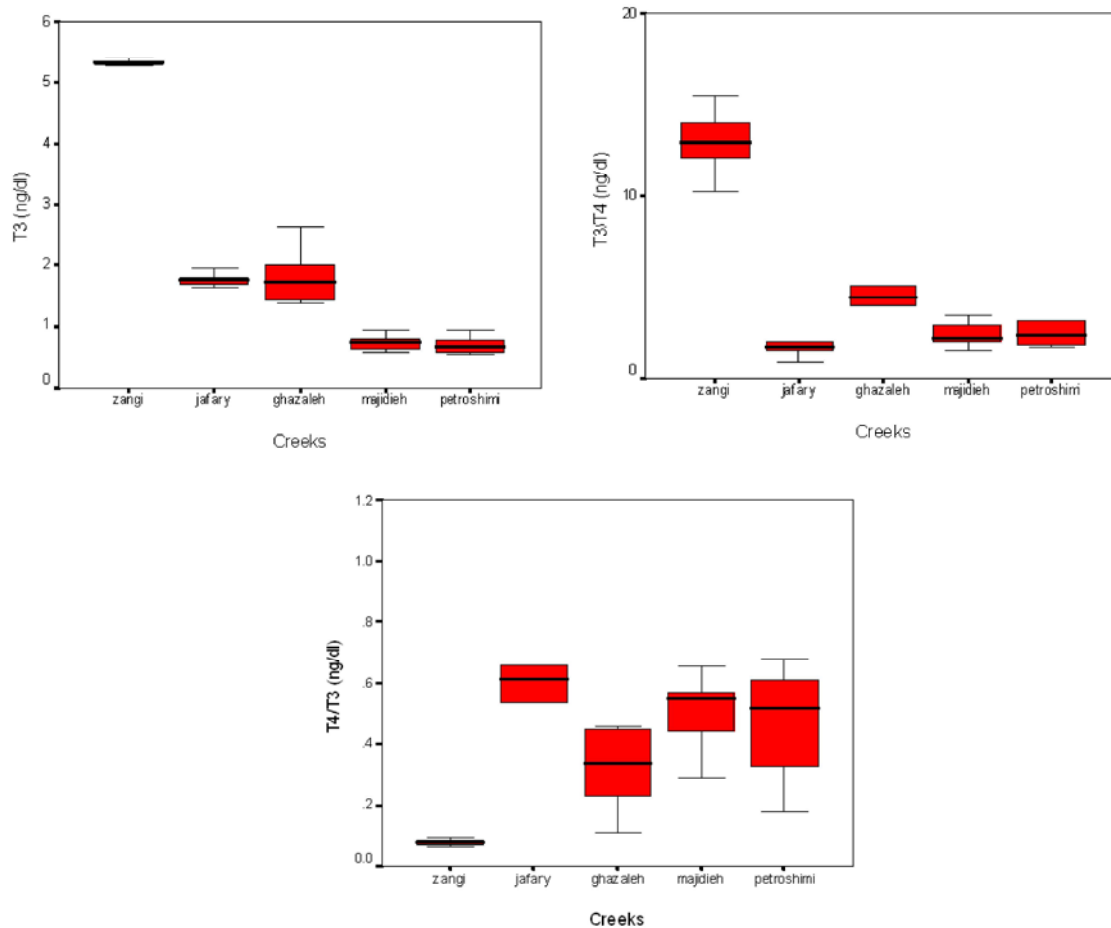 6
5
4
3
2
1
0
T3 (ng/dl)
zangi
jafary
ghazaleh
majidieh
petroshimi
Creeks
20
10
0
T3/T4 (ng/dl)
zangi
jafary
ghazaleh
majidieh
petroshimi
Creeks
1.2
1.0
.8
.6
.4
.2
0.0
T4/T3 (ng/dl)
zangi
jafary
ghazaleh
majidieh
petroshimi
Creeks